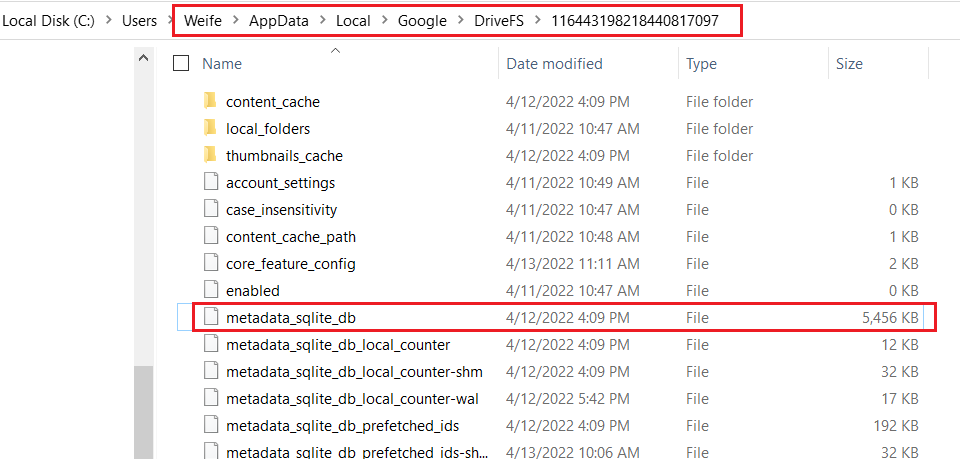 Local Disk (C:) > Users > Weife > AppData > Local > Google > DriveFS > 116443198218440817097
Name Date modified Type Size
content_cache 4/12/2022 4:09 PM File folder
local_folders 4/11/2022 10:47 AM File folder
thumbnails_cache 4/12/2022 4:09 PM File folder
account_settings 4/11/2022 10:49 AM File 1 KB
case_insensitivity 4/11/2022 10:47 AM File 0 KB
content_cache_path 4/11/2022 10:48 AM File 1 KB
core_feature_config 4/13/2022 11:11 AM File 2 KB
enabled 4/11/2022 10:47 AM File 0 KB
metadata_sqlite_db 4/12/2022 4:09 PM File 5,456 KB
metadata_sqlite_db_local_counter 4/12/2022 4:09 PM File 12 KB
metadata_sqlite_db_local_counter-shm 4/12/2022 4:09 PM File 32 KB
metadata_sqlite_db_local_counter-wal 4/12/2022 5:42 PM File 17 KB
metadata_sqlite_db_prefetched_ids 4/12/2022 4:09 PM File 192 KB
metadata_sqlite_db_prefetched_ids-sh... 4/13/2022 10:06 AM File 32 KB